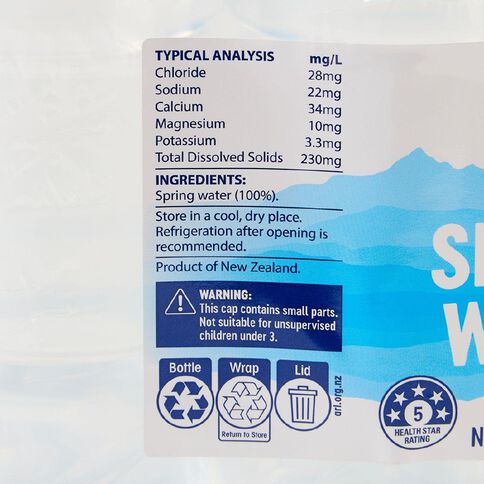 TYPICAL ANALYSIS mg/L
Chloride 28mg
Sodium 22mg
Calcium 34mg
Magnesium 10mg
Potassium 3.3mg
Total Dissolved Solids 230mg
INGREDIENTS:
Spring water (100%).
Store in a cool, dry place.
Refrigeration after opening is
recommended.
Product of New Zealand.
WARNING:
This cap contains small parts.
Not suitable for unsupervised
children under 3.
Bottle Wrap Lid
Return to Store
arl.org.nz
5
HEALTH STAR
RATING